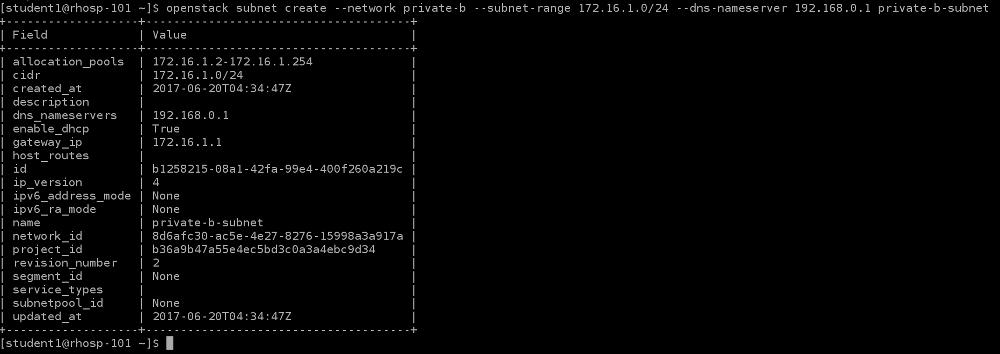 [student1@rhosp-101 ~]$ openstack subnet create --network private-b --subnet-range 172.16.1.0/24 --dns-nameserver 192.168.0.1 private-b-subnet
+-------------------+--------------------------------------+
| Field             | Value                                |
+-------------------+--------------------------------------+
| allocation_pools  | 172.16.1.2-172.16.1.254              |
| cidr              | 172.16.1.0/24                        |
| created_at        | 2017-06-20T04:34:47Z                 |
| description       |                                      |
| dns_nameservers   | 192.168.0.1                          |
| enable_dhcp       | True                                 |
| gateway_ip        | 172.16.1.1                           |
| host_routes       |                                      |
| id                | b1258215-08a1-42fa-99e4-400f260a219c |
| ip_version        | 4                                    |
| ipv6_address_mode | None                                 |
| ipv6_ra_mode      | None                                 |
| name              | private-b-subnet                     |
| network_id        | 8d6afc30-ac5e-4e27-8276-15998a3a917a |
| project_id        | b36a9b47a55e4ec5bd3c0a3a4ebc9d34     |
| revision_number   | 2                                    |
| segment_id        | None                                 |
| service_types     |                                      |
| subnetpool_id     | None                                 |
| updated_at        | 2017-06-20T04:34:47Z                 |
+-------------------+--------------------------------------+
[student1@rhosp-101 ~]$